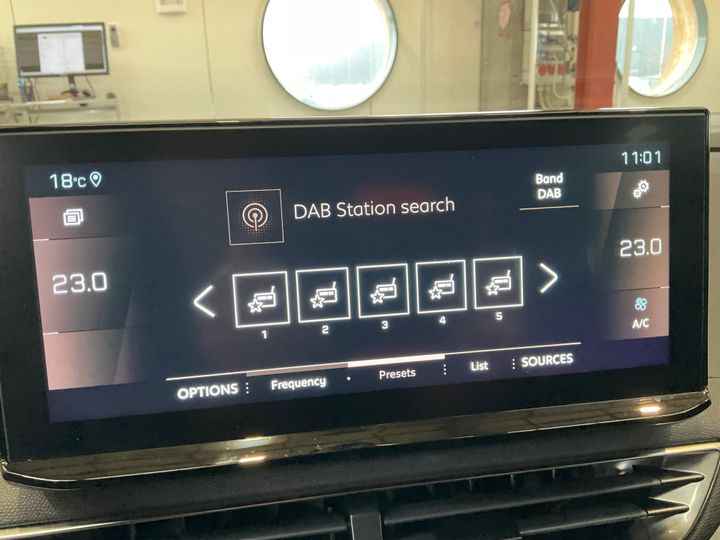 18°C
11:01
DAB Station search
Band
DAB
23.0
23.0
1 2 3 4 5
A/C
OPTIONS Frequency Presets List SOURCES